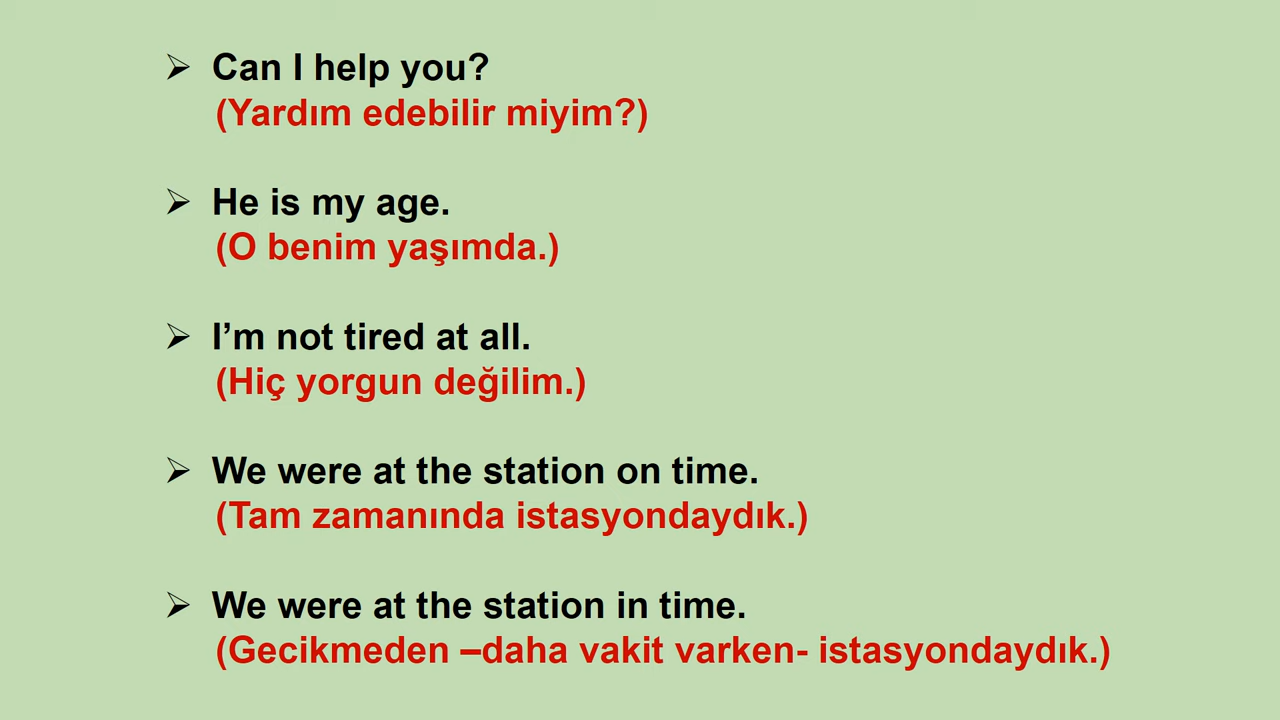 ➢ Can I help you?
(Yardım edebilir miyim?)
➢ He is my age.
(O benim yaşımda.)
➢ I’m not tired at all.
(Hiç yorgun değilim.)
➢ We were at the station on time.
(Tam zamanında istasyondaydık.)
➢ We were at the station in time.
(Gecikmeden –daha vakit varken- istasyondaydık.)